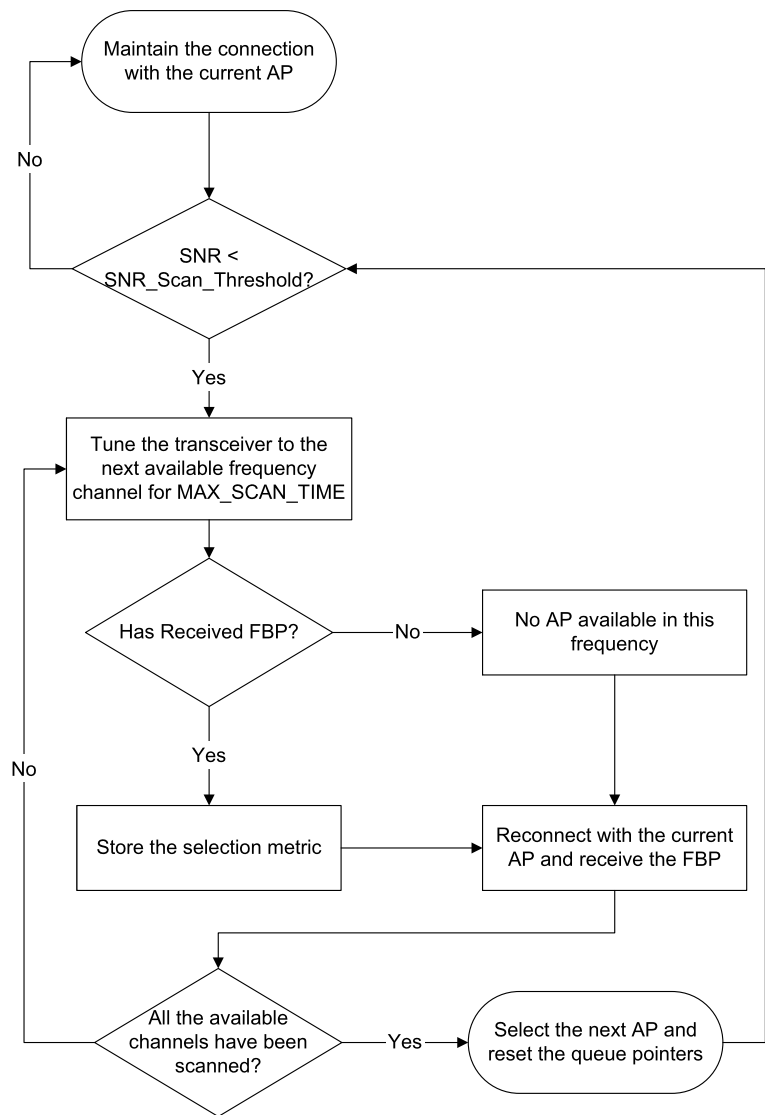 Maintain the connection
with the current AP
No
SNR <
SNR_Scan_Threshold?
Yes
Tune the transceiver to the
next available frequency
channel for MAX_SCAN_TIME
Has Received FBP?
No
No AP available in this
frequency
Yes
No
Store the selection metric
Reconnect with the current
AP and receive the FBP
All the available
channels have been
scanned?
Yes
Select the next AP and
reset the queue pointers